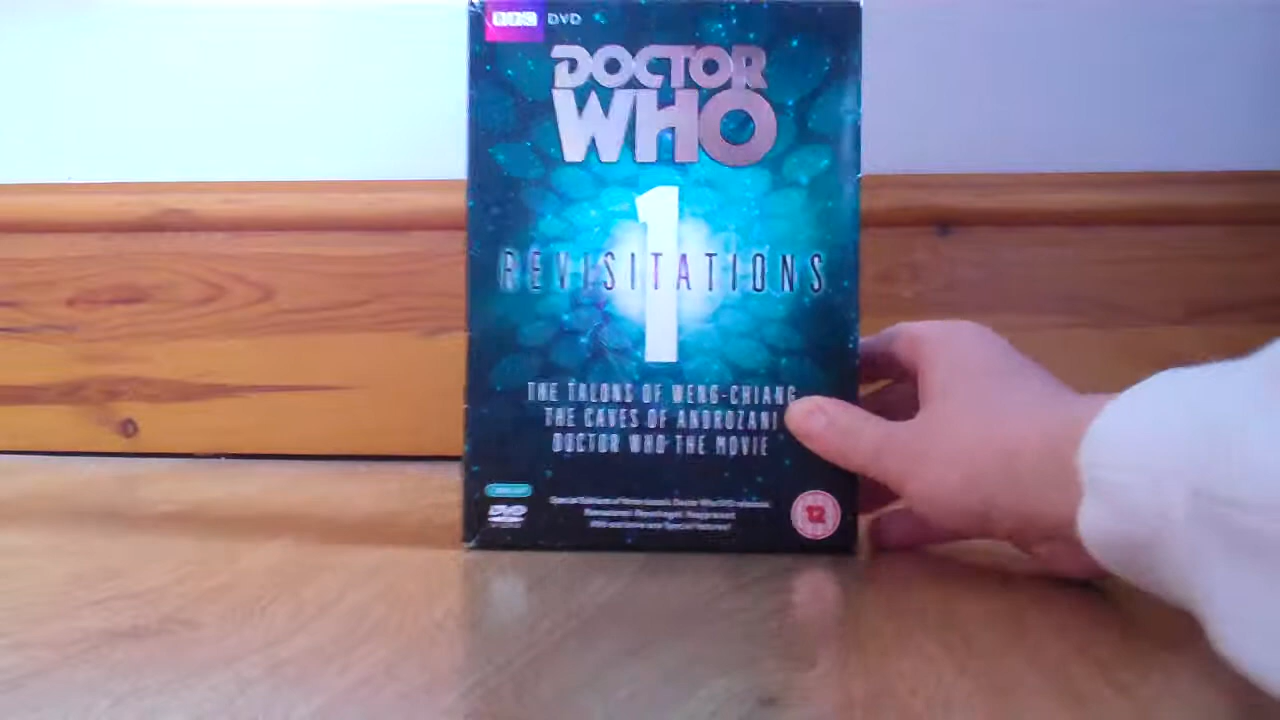 BBC DVD
DOCTOR
WHO
1
REVISITATIONS
THE TALONS OF WENG-CHIANG
THE CAVES OF ANDROZANI
DOCTOR WHO THE MOVIE
DVD
12